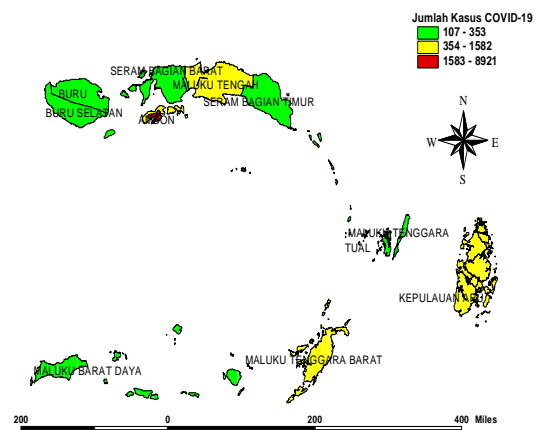 Jumlah Kasus COVID-19
107 - 353
354 - 1582
1583 - 8921
SERAM BAGIAN BARAT
MALUKU TENGAH
BURU
SERAM BAGIAN TIMUR
BURU SELATAN
AMBON
N
W E
S
MALUKU TENGGARA
TUAL
KEPULAUAN ARU
MALUKU TENGGARA BARAT
MALUKU BARAT DAYA
200 0 200 400 Miles